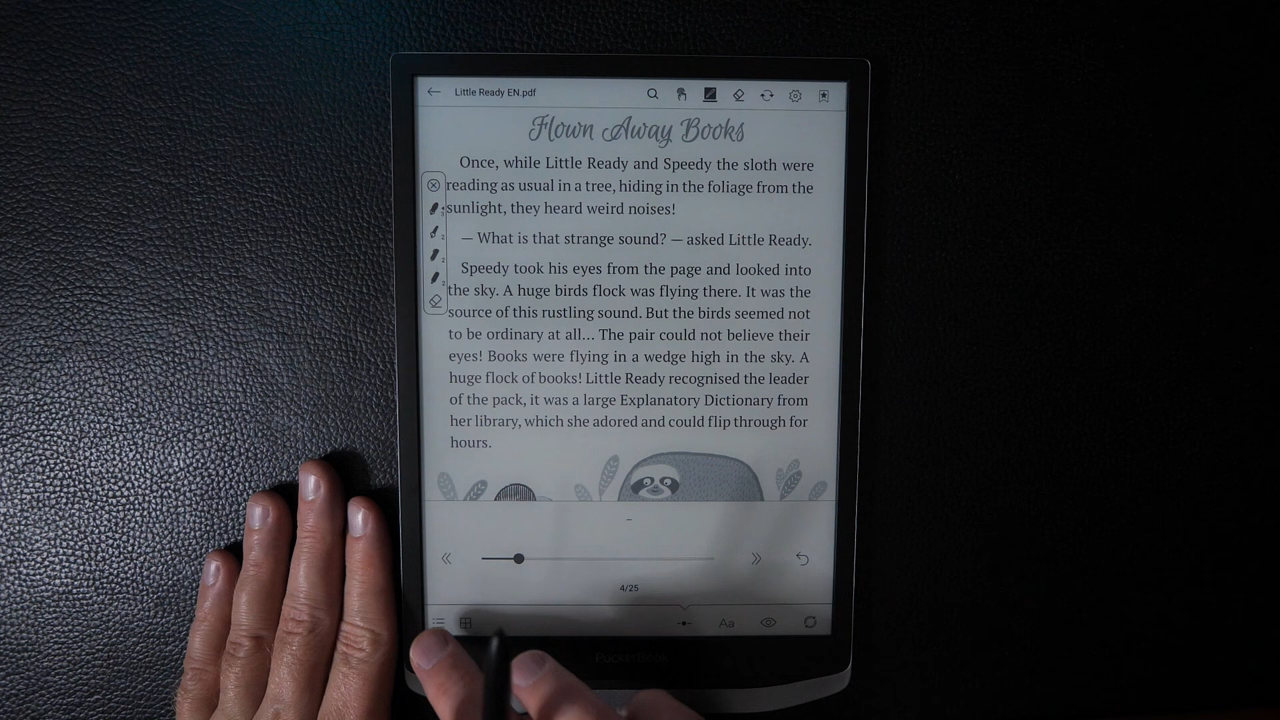 Little Ready EN.pdf
Flown Away Books
Once, while Little Ready and Speedy the sloth were
reading as usual in a tree, hiding in the foliage from the
sunlight, they heard weird noises!
— What is that strange sound? — asked Little Ready.
Speedy took his eyes from the page and looked into
the sky. A huge birds flock was flying there. It was the
source of this rustling sound. But the birds seemed not
to be ordinary at all... The pair could not believe their
eyes! Books were flying in a wedge high in the sky. A
huge flock of books! Little Ready recognised the leader
of the pack, it was a large Explanatory Dictionary from
her library, which she adored and could flip through for
hours.
4/25
Aa
PocketBook